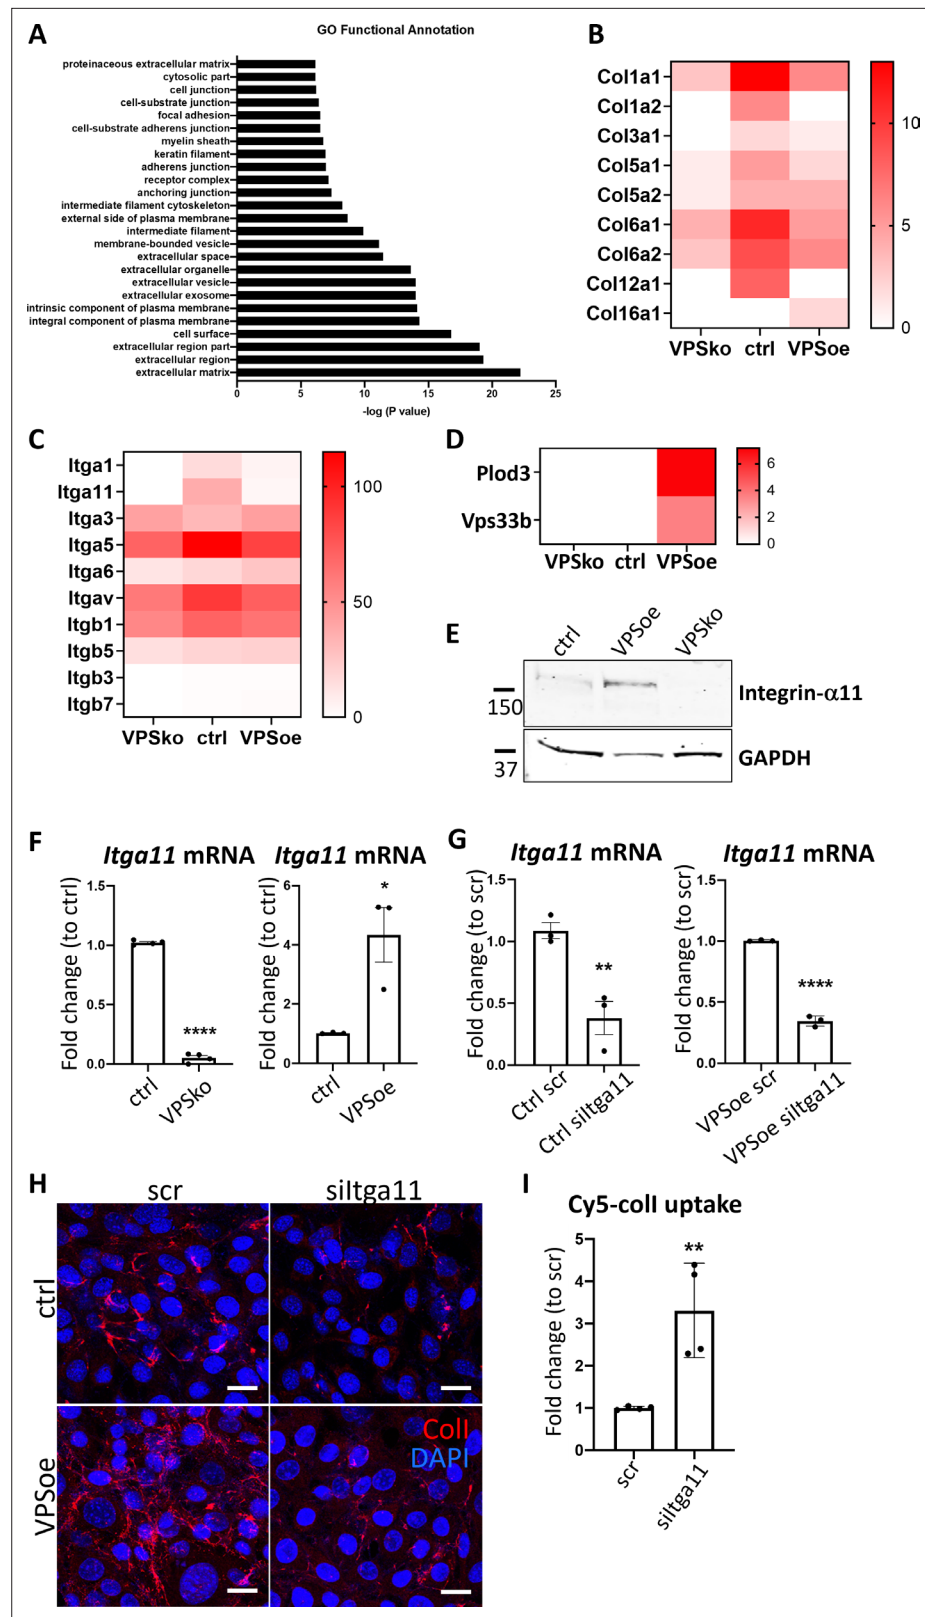 A
GO Functional Annotation
proteinaceous extracellular matrix
cytosolic part
cell junction
cell-substrate junction
focal adhesion
cell-substrate adherens junction
myelin sheath
keratin filament
adherens junction
receptor complex
anchoring junction
intermediate filament cytoskeleton
external side of plasma membrane
intermediate filament
membrane-bounded vesicle
extracellular space
extracellular organelle
extracellular vesicle
extracellular exosome
intrinsic component of plasma membrane
integral component of plasma membrane
cell surface
extracellular region part
extracellular region
extracellular matrix
0 5 10 15 20 25
-log (P value)
B
Col1a1
Col1a2
Col3a1
Col5a1
Col5a2
Col6a1
Col6a2
Col12a1
Col16a1
VPSko ctrl VPSoe
10
5
0
C
Itga1
Itga11
Itga3
Itga5
Itga6
Itgav
Itgb1
Itgb5
Itgb3
Itgb7
VPSko ctrl VPSoe
100
50
0
D
Plod3
Vps33b
VPSko ctrl VPSoe
6
4
2
0
E
ctrl VPSoe VPSko
150
Integrin-α11
37
GAPDH
F
Itga11 mRNA
Fold change (to ctrl)
1.5
1.0
0.5
0.0
****
ctrl VPSko
Itga11 mRNA
Fold change (to ctrl)
6
4
2
0
*
ctrl VPSoe
G
Itga11 mRNA
Fold change (to scr)
1.5
1.0
0.5
0.0
**
Ctrl scr Ctrl siItga11
Itga11 mRNA
Fold change (to scr)
1.5
1.0
0.5
0.0
****
VPSoe scr VPSoe siItga11
H
scr siItga11
ctrl
VPSoe
ColI
DAPI
I
Cy5-colI uptake
Fold change (to scr)
5
4
3
2
1
0
**
scr siItga11